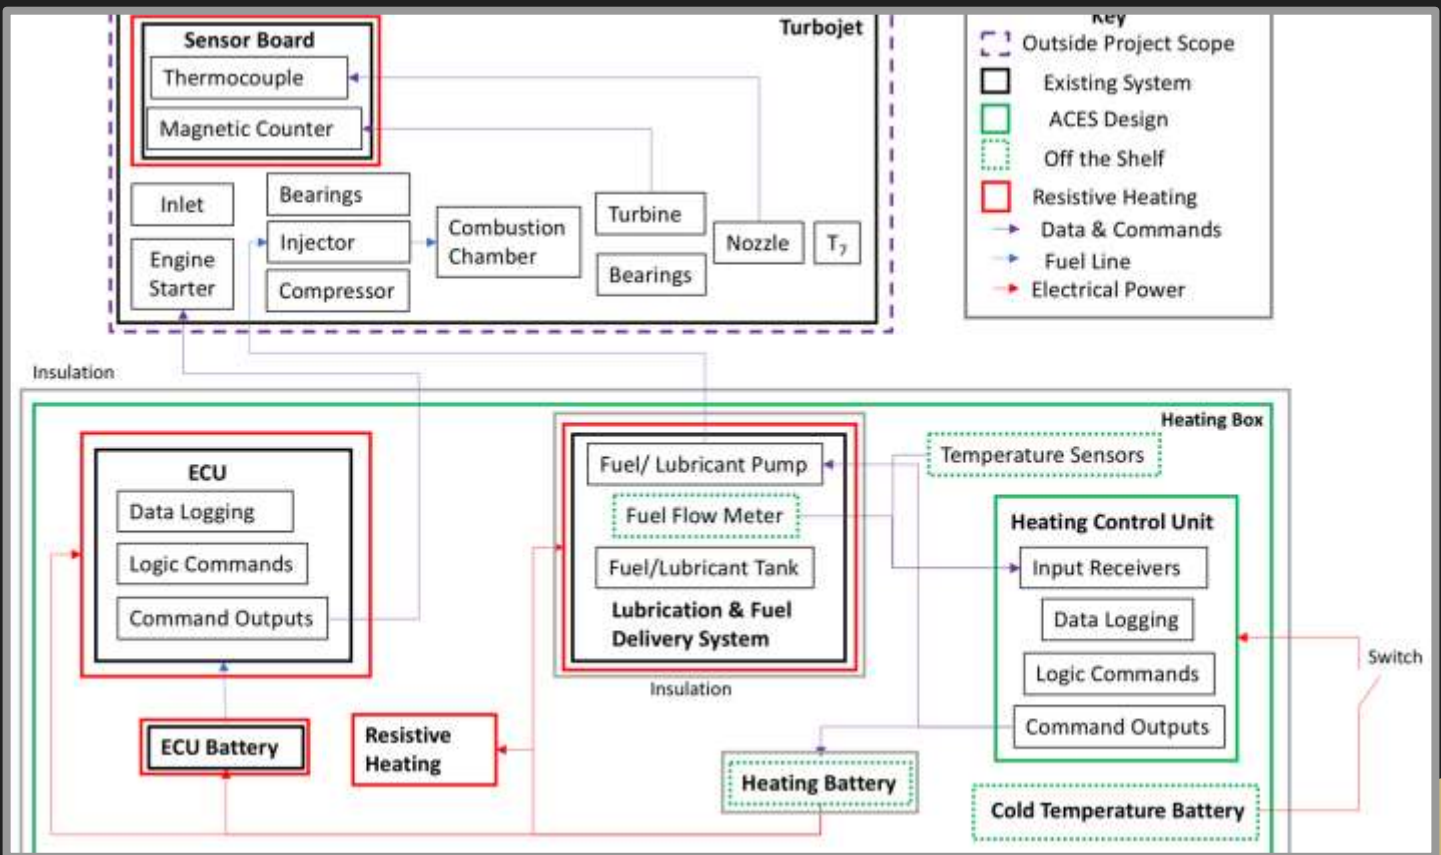 Turbojet
Sensor Board
Thermocouple
Magnetic Counter
Inlet
Engine
Starter
Bearings
Injector
Compressor
Combustion
Chamber
Turbine
Bearings
Nozzle
T7
Key
Outside Project Scope
Existing System
ACES Design
Off the Shelf
Resistive Heating
Data & Commands
Fuel Line
Electrical Power
Insulation
Heating Box
ECU
Data Logging
Logic Commands
Command Outputs
ECU Battery
Resistive
Heating
Fuel/ Lubricant Pump
Fuel Flow Meter
Fuel/Lubricant Tank
Lubrication & Fuel
Delivery System
Insulation
Temperature Sensors
Heating Control Unit
Input Receivers
Data Logging
Logic Commands
Command Outputs
Switch
Heating Battery
Cold Temperature Battery